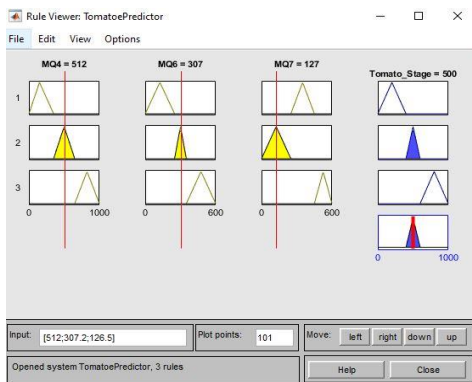 Rule Viewer: TomatoePredictor
File Edit View Options
MQ4 = 512 MQ6 = 307 MQ7 = 127 Tomato_Stage = 500
1
2
3
0 1000 0 600 0 600
0 1000
Input: [512;307.2;126.5] Plot points: 101 Move: left right down up
Opened system TomatoePredictor, 3 rules Help Close